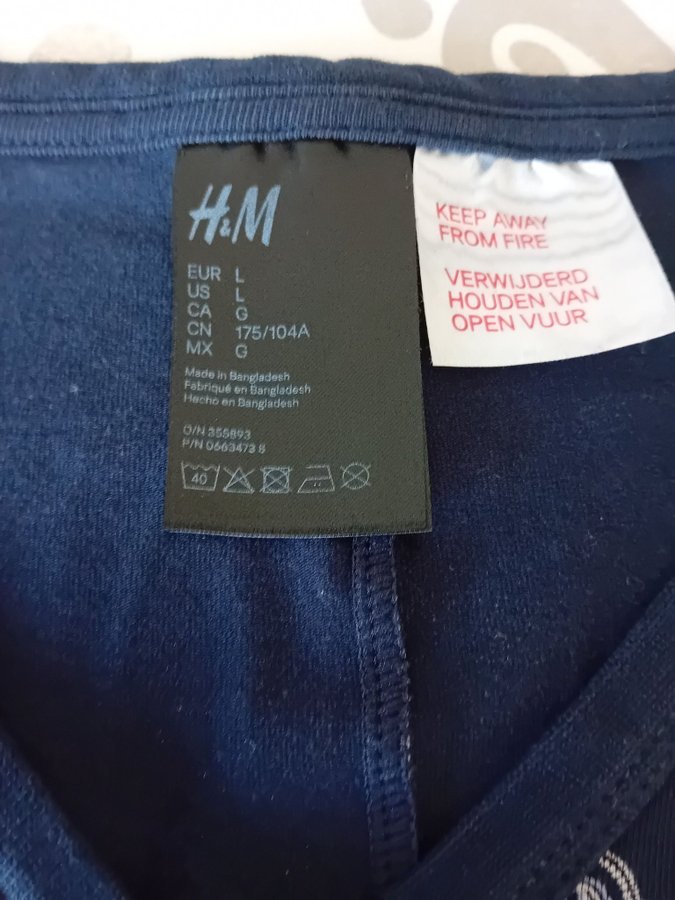 H&M
EUR L
US L
CA G
CN 175/104A
MX G
Made in Bangladesh
Fabriqué en Bangladesh
Hecho en Bangladesh
O/N 355893
P/N 0663473 8
40
KEEP AWAY
FROM FIRE
VERWIJDERD
HOUDEN VAN
OPEN VUUR